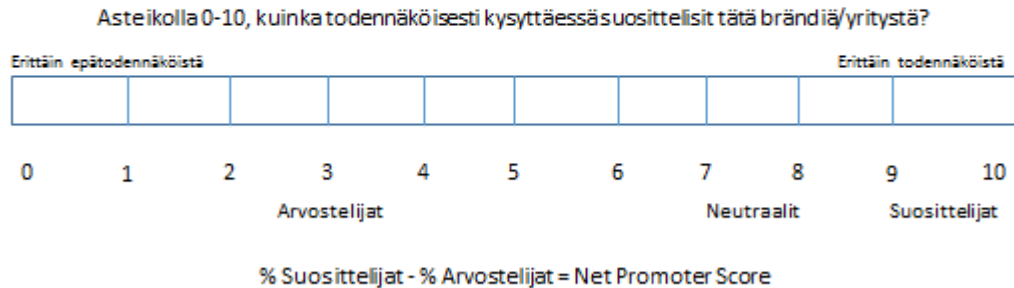 Asteikolla 0-10, kuinka todennäköisesti kysyttäessä suosittelisit tätä brändiä/yritystä?
Erittäin epätodennäköistä Erittäin todennäköistä
0 1 2 3 4 5 6 7 8 9 10
Arvostelijat Neutraalit Suosittelijat
% Suosittelijat - % Arvostelijat = Net Promoter Score